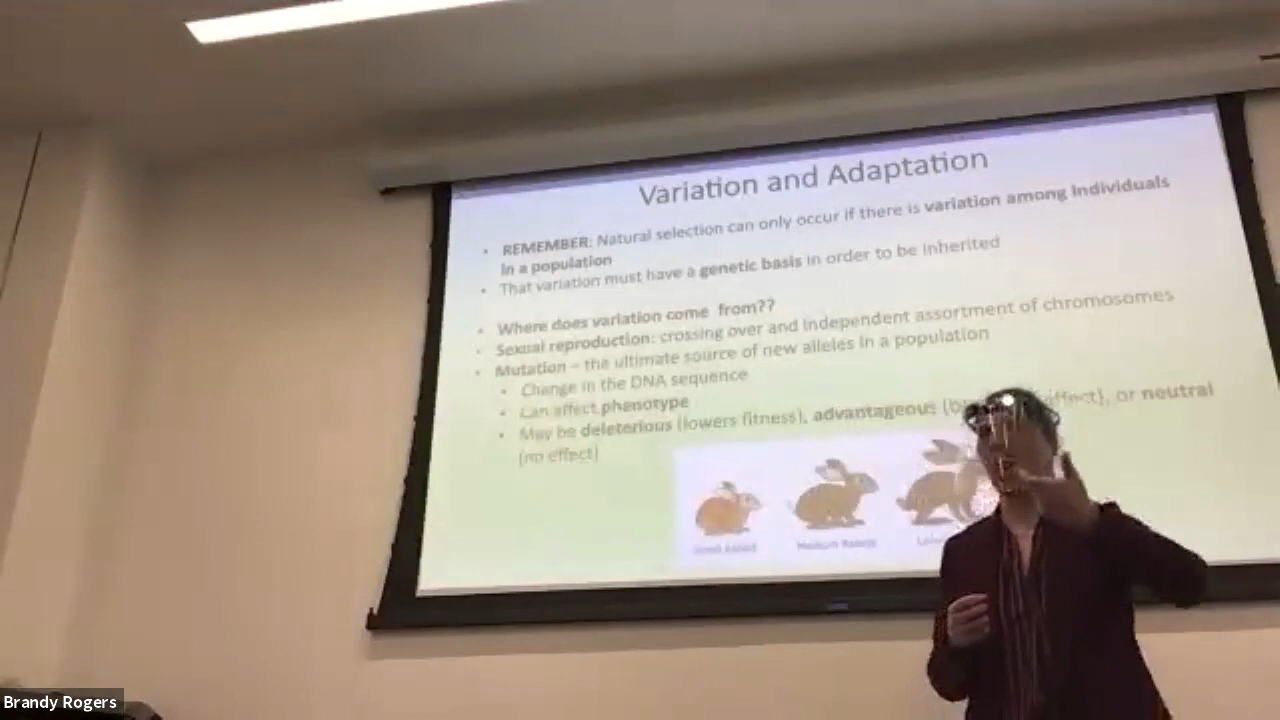 Variation and Adaptation
• REMEMBER: Natural selection can only occur if there is variation among individuals
in a population
• That variation must have a genetic basis in order to be inherited
• Where does variation come from??
• Sexual reproduction: crossing over and independent assortment of chromosomes
• Mutation – the ultimate source of new alleles in a population
• Change in the DNA sequence
• Can affect phenotype
• May be deleterious (lowers fitness), advantageous effect), or neutral
(no effect)
Medium Rabbit
Brandy Rogers